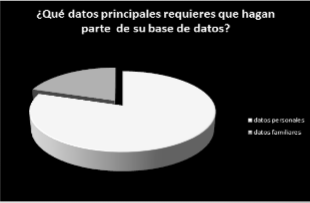 ¿Qué datos principales requieres que hagan
parte de su base de datos?
datos personales
datos familiares